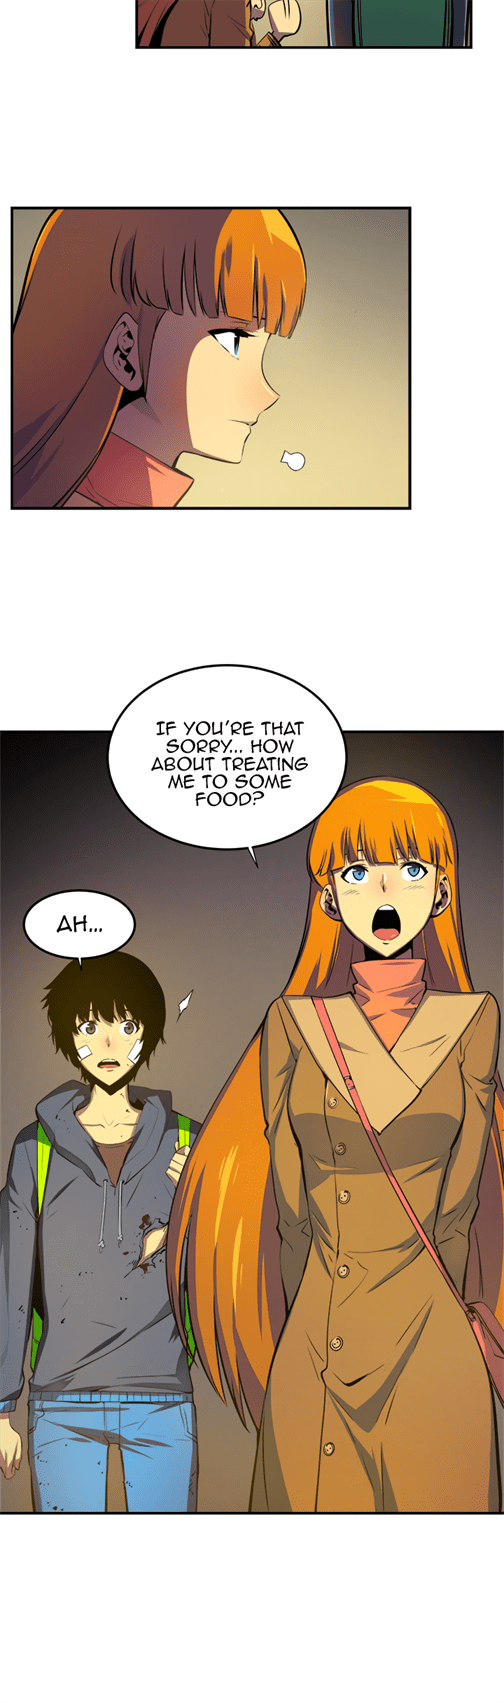 IF YOU'RE THAT
SORRY... HOW
ABOUT TREATING
ME TO SOME
FOOD?
AH...